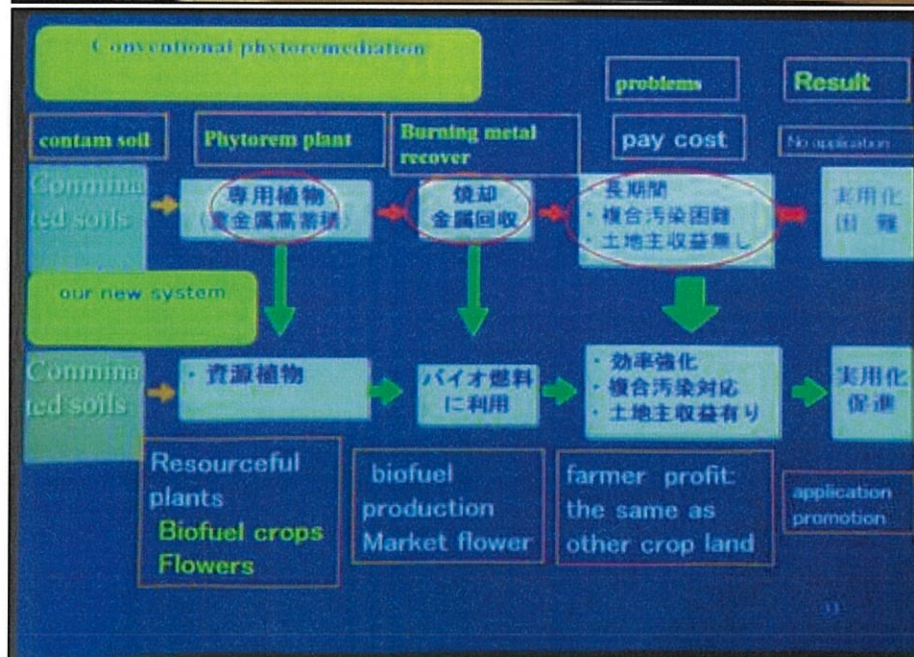 Conventional phytoremediation
problems
Result
contam soil
Phytorem plant
Burning metal
recover
pay cost
No application
Conmina
ted soils
専用植物
(重金属高蓄積)
焼却
金属回収
・長期間
・複合汚染困難
・土地主収益無し
実用化
困難
our new system
Conmina
ted soils
・資源植物
バイオ燃料
に利用
・効率強化
・複合汚染対応
・土地主収益有り
実用化
促進
Resourceful
plants
Biofuel crops
Flowers
biofuel
production
Market flower
farmer profit:
the same as
other crop land
application
promotion
33